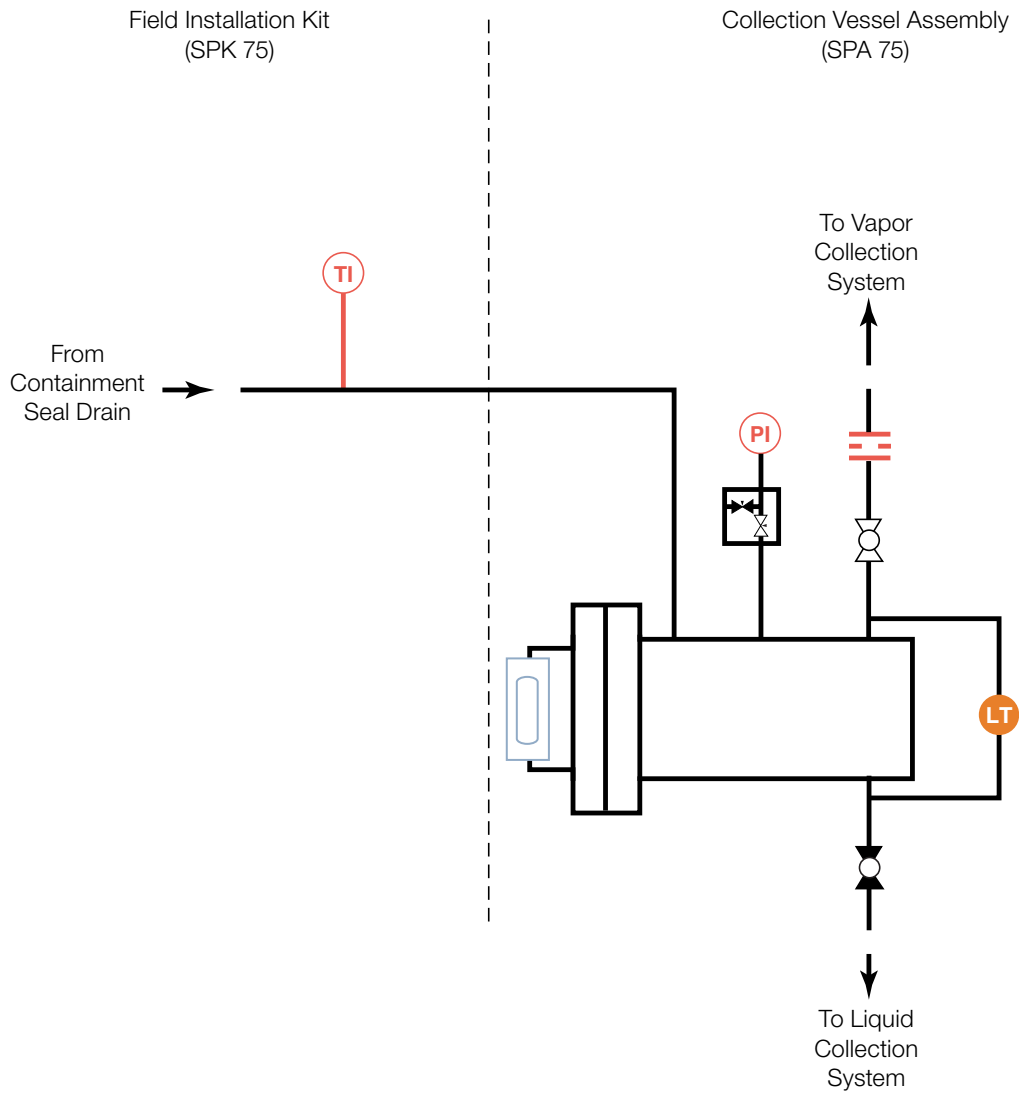 Field Installation Kit
(SPK 75)
Collection Vessel Assembly
(SPA 75)
To Vapor
Collection
System
TI
From
Containment
Seal Drain
PI
LT
To Liquid
Collection
System